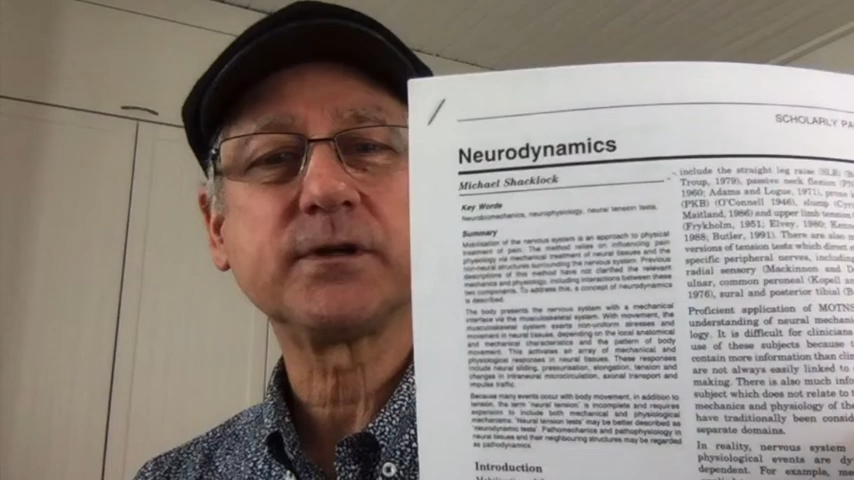 SCHOLARLY PA
Neurodynamics
Michael Shacklock
Key Words
Neurobiomechanics, neurophysiology, neural tension tests.
Summary
Mobilisation of the nervous system is an approach to physical
treatment of pain. The method relies on influencing pain
physiology via mechanical treatment of neural tissues and the
non-neural structures surrounding the nervous system. Previous
descriptions of this method have not clarified the relevant
mechanics and physiology, including interactions between these
two components. To address this, a concept of neurodynamics
is described.
The body presents the nervous system with a mechanical
interface via the musculoskeletal system. With movement, the
musculoskeletal system exerts non-uniform stresses and
movement in neural tissues, depending on the local anatomical
and mechanical characteristics and the pattern of body
movement. This activates an array of mechanical and
physiological responses in neural tissues. These responses
include neural sliding, pressurisation, elongation, tension and
changes in intraneural microcirculation, axonal transport and
impulse traffic.
Because many events occur with body movement, in addition to
tension, the term 'neural tension' is incomplete and requires
expansion to include both mechanical and physiological
mechanisms. 'Neural tension tests' may be better described as
'neurodynamic tests'. Pathomechanics and pathophysiology in
neural tissues and their neighbouring structures may be regarded
as pathodynamics.
Introduction
include the straight leg raise (SLR)
Troup, 1979), passive neck flexion
1960; Adams and Logue, 1971), prone
(PKB) (O'Connell 1946), slump
Maitland, 1986) and upper limb tension
(Frykholm, 1951; Elvey, 1980;
1988; Butler, 1991). There are also
versions of tension tests which direct
specific peripheral nerves, including
radial sensory (Mackinnon and
ulnar, common peroneal (Kopell
1976), sural and posterior tibial
Proficient application of MOTNS
understanding of neural mechani
logy. It is difficult for clinicians
use of these subjects because
contain more information than
are not always easily linked to
making. There is also much info
subject which does not relate to
mechanics and physiology of the
have traditionally been consid
separate domains.
In reality, nervous system
physiological events are dy
dependent. For example, me